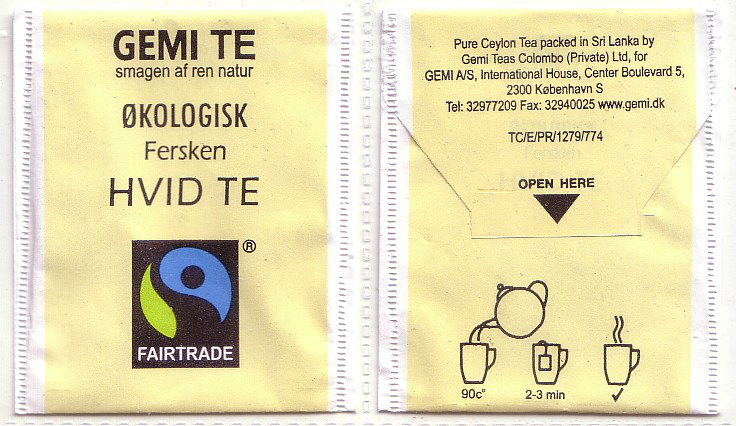 GEMI TE
smagen af ren natur
ØKOLOGISK
Fersken
HVID TE
®
FAIRTRADE
Pure Ceylon Tea packed in Sri Lanka by
Gemi Teas Colombo (Private) Ltd, for
GEMI A/S, International House, Center Boulevard 5,
2300 København S
Tel: 32977209 Fax: 32940025 www.gemi.dk
TC/E/PR/1279/774
OPEN HERE
90c°
2-3 min